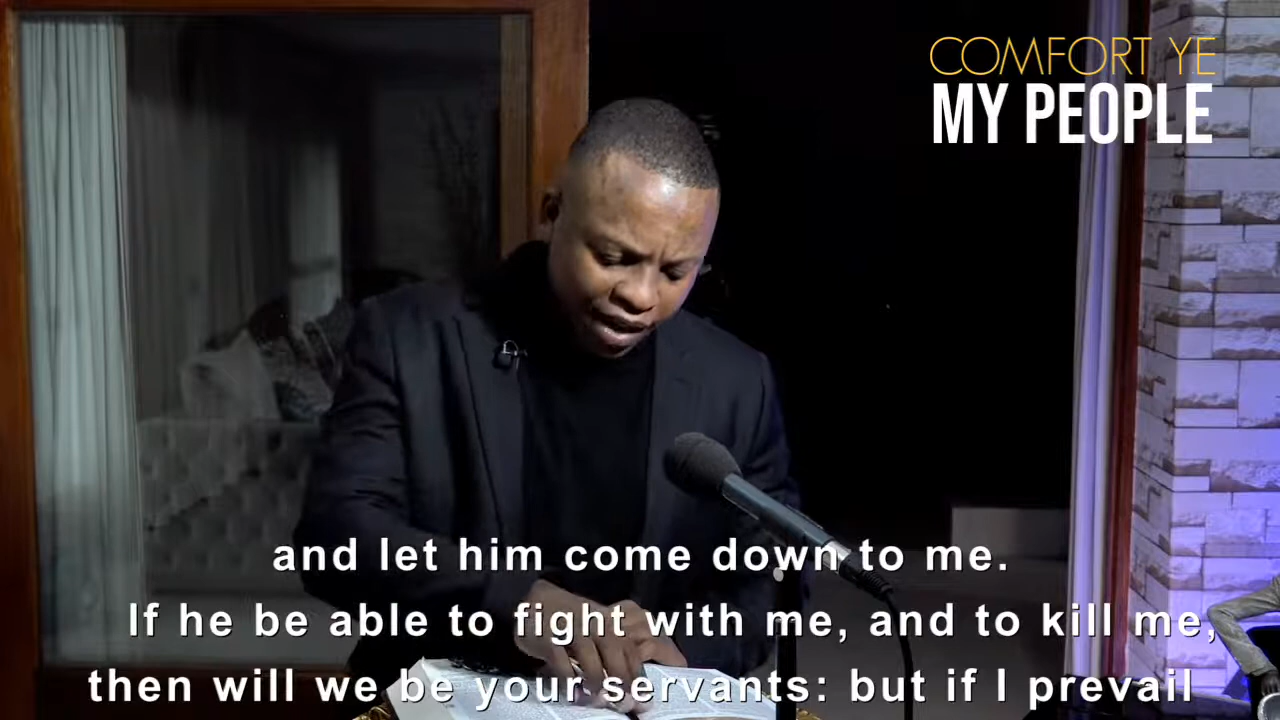 COMFORT YE
MY PEOPLE
and let him come down to me.
If he be able to fight with me, and to kill me,
then will we be your servants: but if I prevail